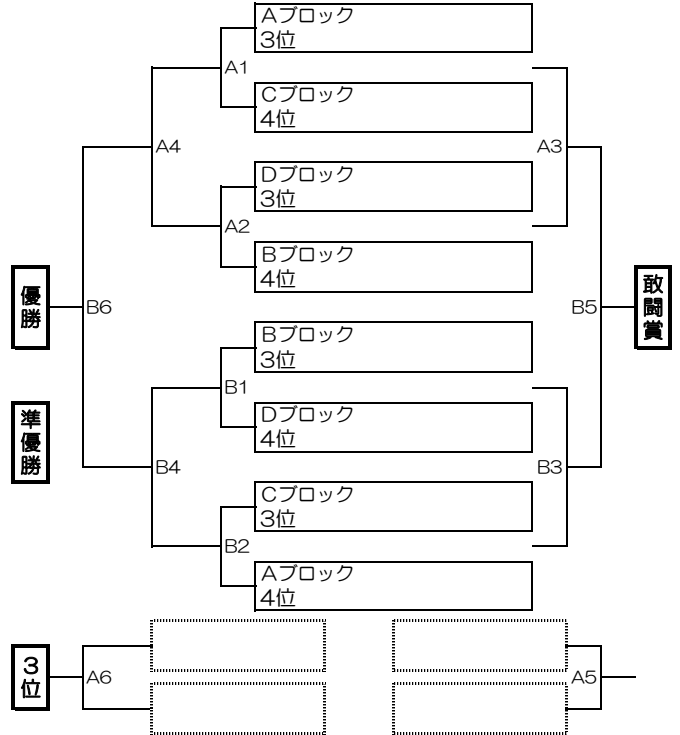 Aブロック
3位
A1
Cブロック
4位
A4
A3
Dブロック
3位
A2
Bブロック
4位
優勝
B6
B5
敢闘賞
Bブロック
3位
B1
Dブロック
4位
準優勝
B4
B3
Cブロック
3位
B2
Aブロック
4位
3位
A6
A5